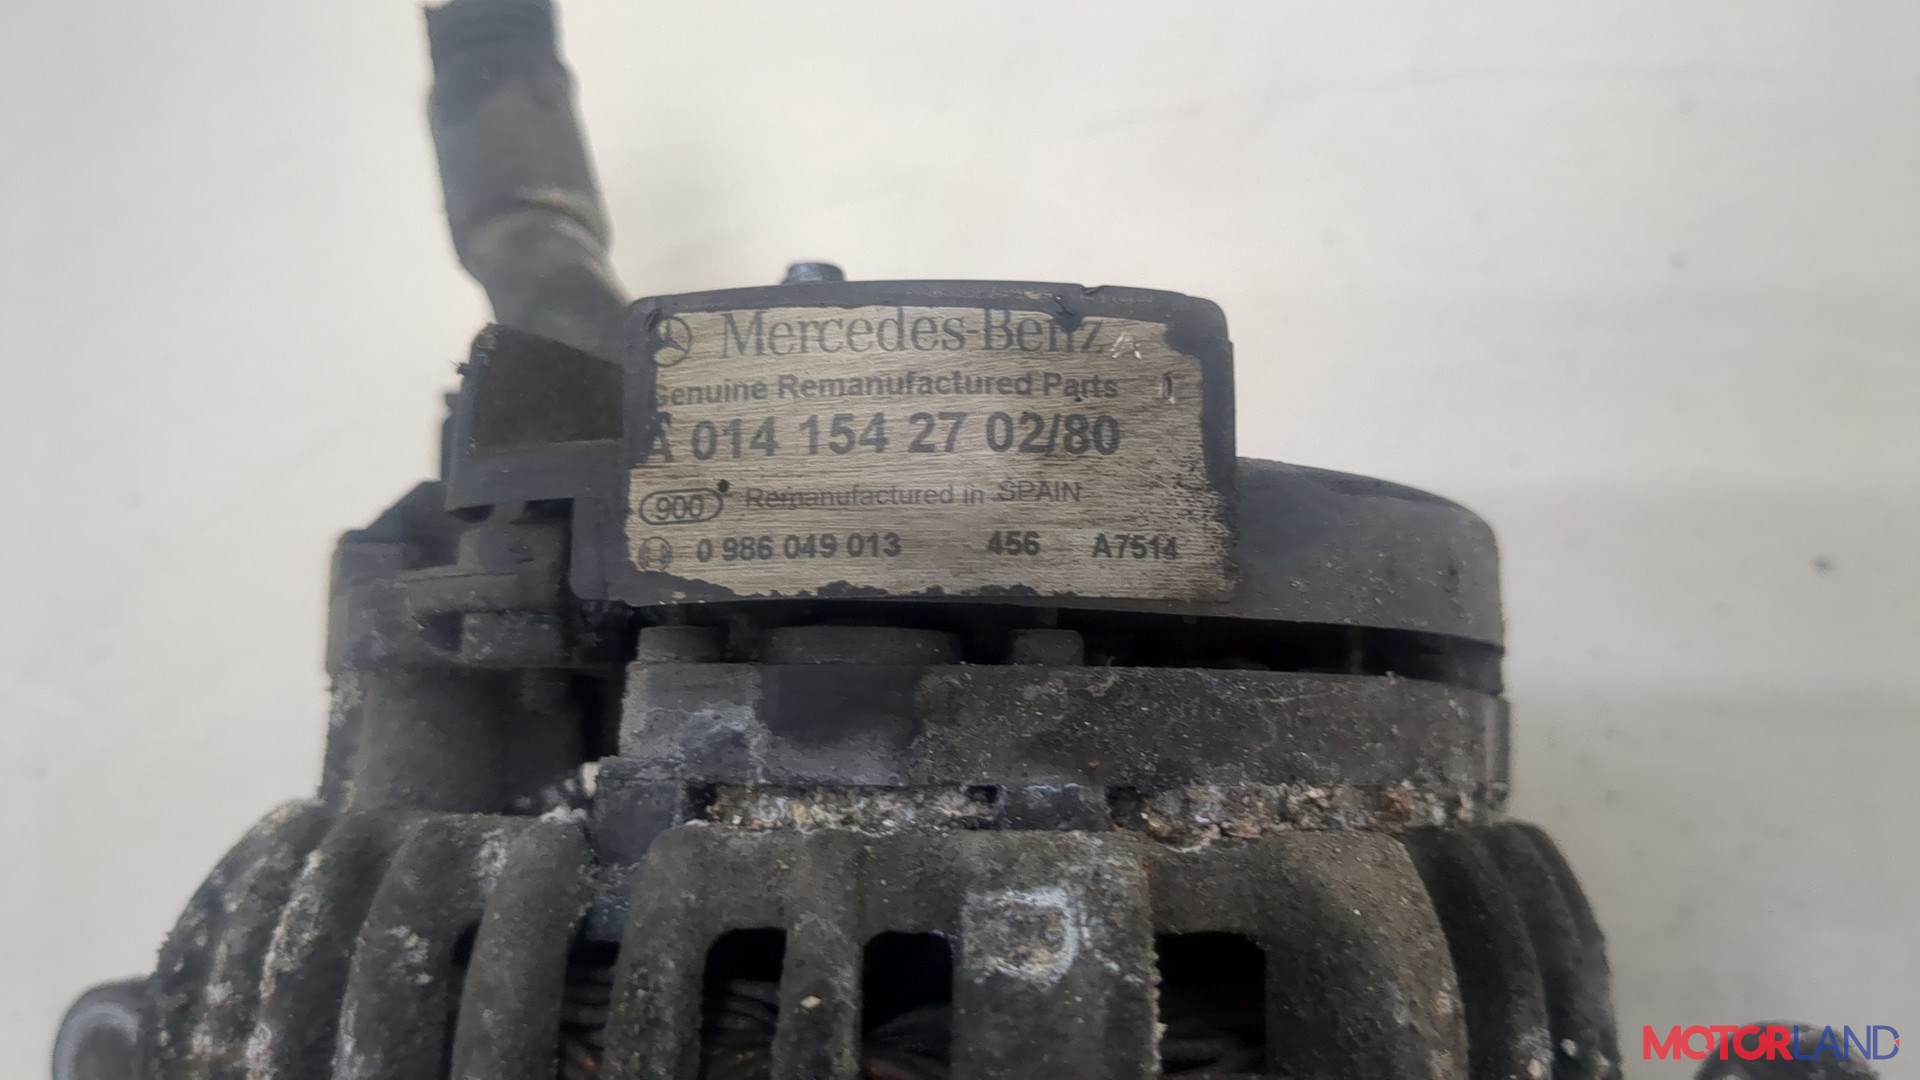 Mercedes-Benz A
Genuine Remanufactured Parts
A 014 154 27 02/80
900 Remanufactured in SPAIN
0 986 049 013 456 A7514
MOTORLAND